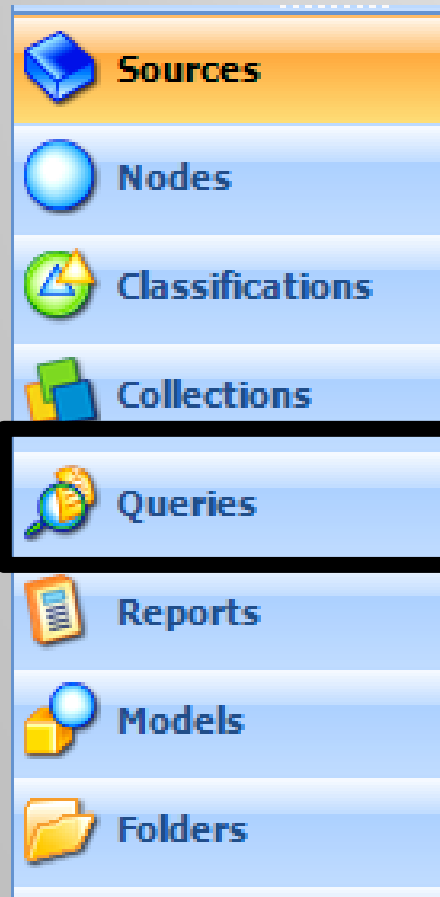 Sources
Nodes
Classifications
Collections
Queries
Reports
Models
Folders